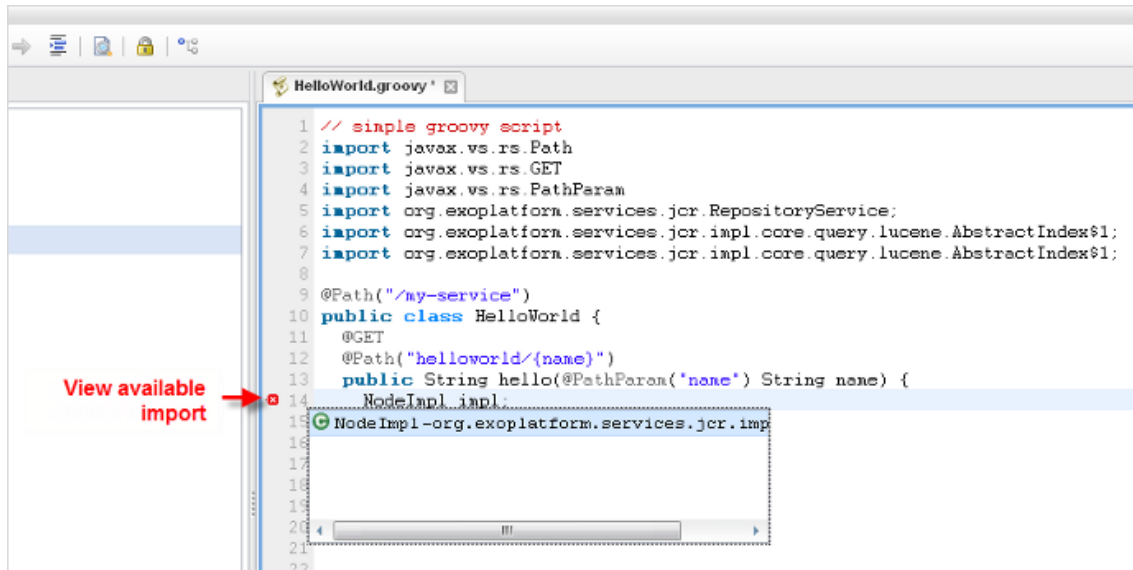 HelloWorld.groovy *
1 // simple groovy script
2 import javax.ws.rs.Path
3 import javax.ws.rs.GET
4 import javax.ws.rs.PathParam
5 import org.exoplatform.services.jcr.RepositoryService;
6 import org.exoplatform.services.jcr.impl.core.query.lucene.AbstractIndex$1;
7 import org.exoplatform.services.jcr.impl.core.query.lucene.AbstractIndex$1;
8
9 @Path("/my-service")
10 public class HelloWorld {
11 @GET
12 @Path("helloworld/{name}")
13 public String hello(@PathParam("name") String name) {
View available
import
14 NodeImpl impl;
15 NodeImpl-org.exoplatform.services.jcr.imp
16
17
18
19
20
21
22